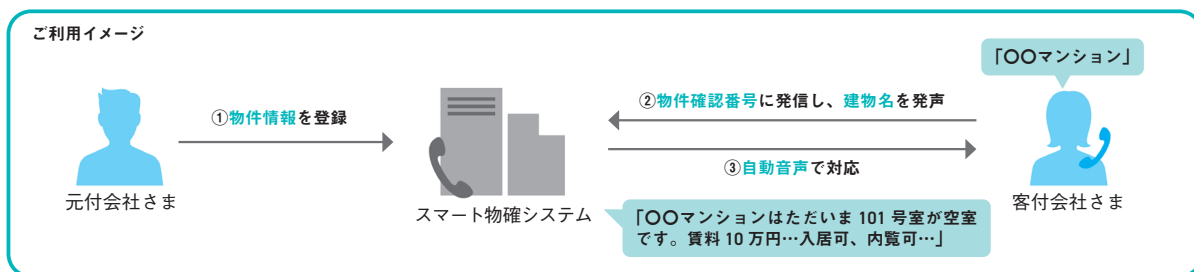 ご利用イメージ
「〇〇マンション」
①物件情報を登録
②物件確認番号に発信し、建物名を発声
③自動音声で対応
元付会社さま
スマート物確システム
客付会社さま
「〇〇マンションはただいま 101 号室が空室
です。賃料 10 万円…入居可、内覧可…」